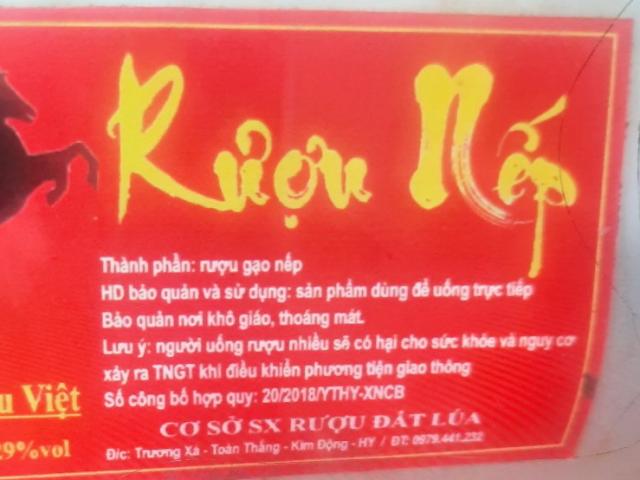 Rượu Nếp
Thành phần: rượu gạo nếp
HD bảo quản và sử dụng: sản phẩm dùng để uống trực tiếp
Bảo quản nơi khô giáo, thoáng mát.
Lưu ý: người uống rượu nhiều sẽ có hại cho sức khỏe và nguy cơ
xảy ra TNGT khi điều khiển phương tiện giao thông
Số công bố hợp quy: 20/2018/YTHY-XNCB
u Việt
CƠ SỞ SX RƯỢU ĐẤT LÚA
29%vol
Đ/c: Trương Xá - Toàn Thắng - Kim Động - HY / ĐT: 0979.441.232